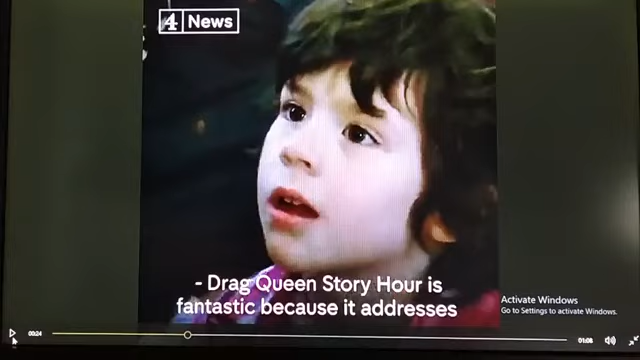 4 News
- Drag Queen Story Hour is
fantastic because it addresses
Activate Windows
Go to Settings to activate Windows.
00:24
01:08